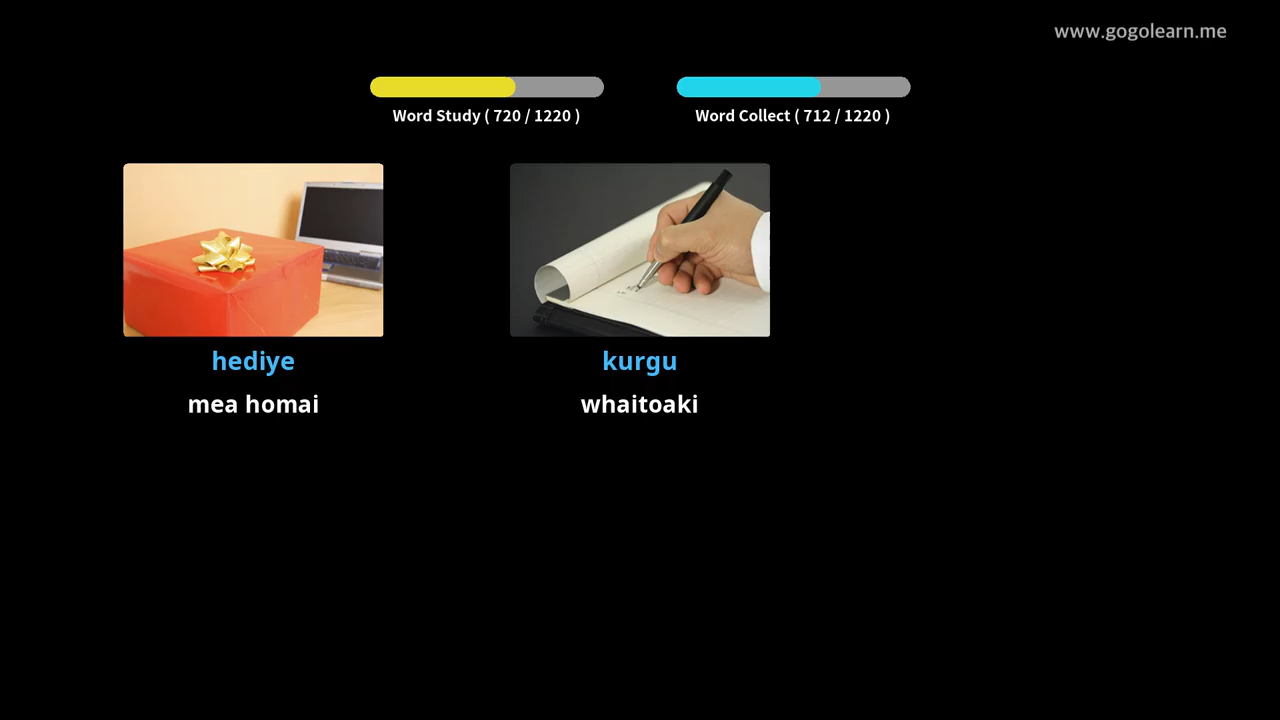 www.gogolearn.me
Word Study ( 720 / 1220 )
Word Collect ( 712 / 1220 )
hediye
kurgu
mea homai
whaitoaki